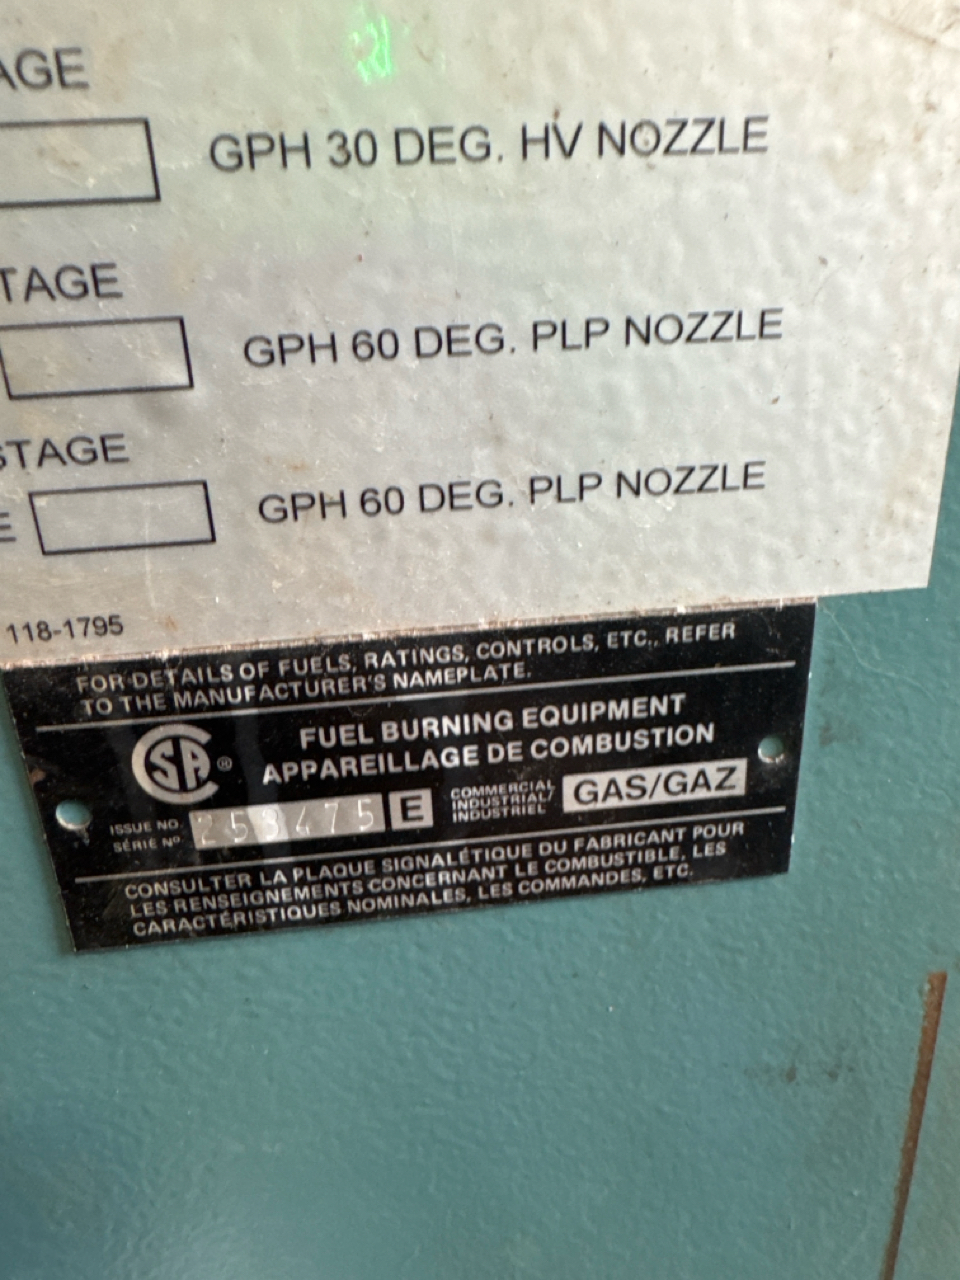 AGE
GPH 30 DEG. HV NOZZLE
TAGE
GPH 60 DEG. PLP NOZZLE
STAGE
E GPH 60 DEG. PLP NOZZLE
118-1795
FOR DETAILS OF FUELS, RATINGS, CONTROLS, ETC., REFER
TO THE MANUFACTURER'S NAMEPLATE.
SA ®
FUEL BURNING EQUIPMENT
APPAREILLAGE DE COMBUSTION
ISSUE NO.
SÉRIE Nº
253475 E
COMMERCIAL
INDUSTRIAL/
INDUSTRIEL
GAS/GAZ
CONSULTER LA PLAQUE SIGNALÉTIQUE DU FABRICANT POUR
LES RENSEIGNEMENTS CONCERNANT LE COMBUSTIBLE, LES
CARACTÉRISTIQUES NOMINALES, LES COMMANDES, ETC.